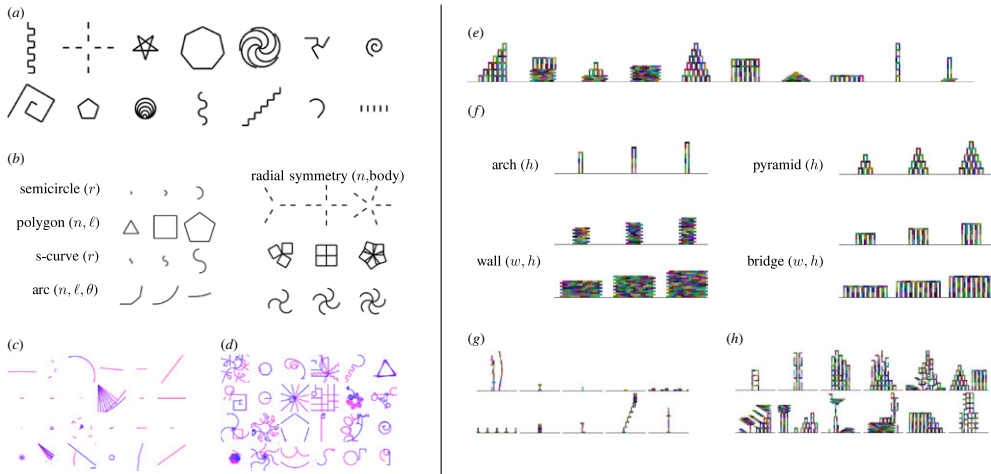 (a)
(b)
semicircle (r)
polygon (n, ℓ)
s-curve (r)
arc (n, ℓ, θ)
radial symmetry (n,body)
(c)
(d)
(e)
(f)
arch (h)
pyramid (h)
wall (w, h)
bridge (w, h)
(g)
(h)